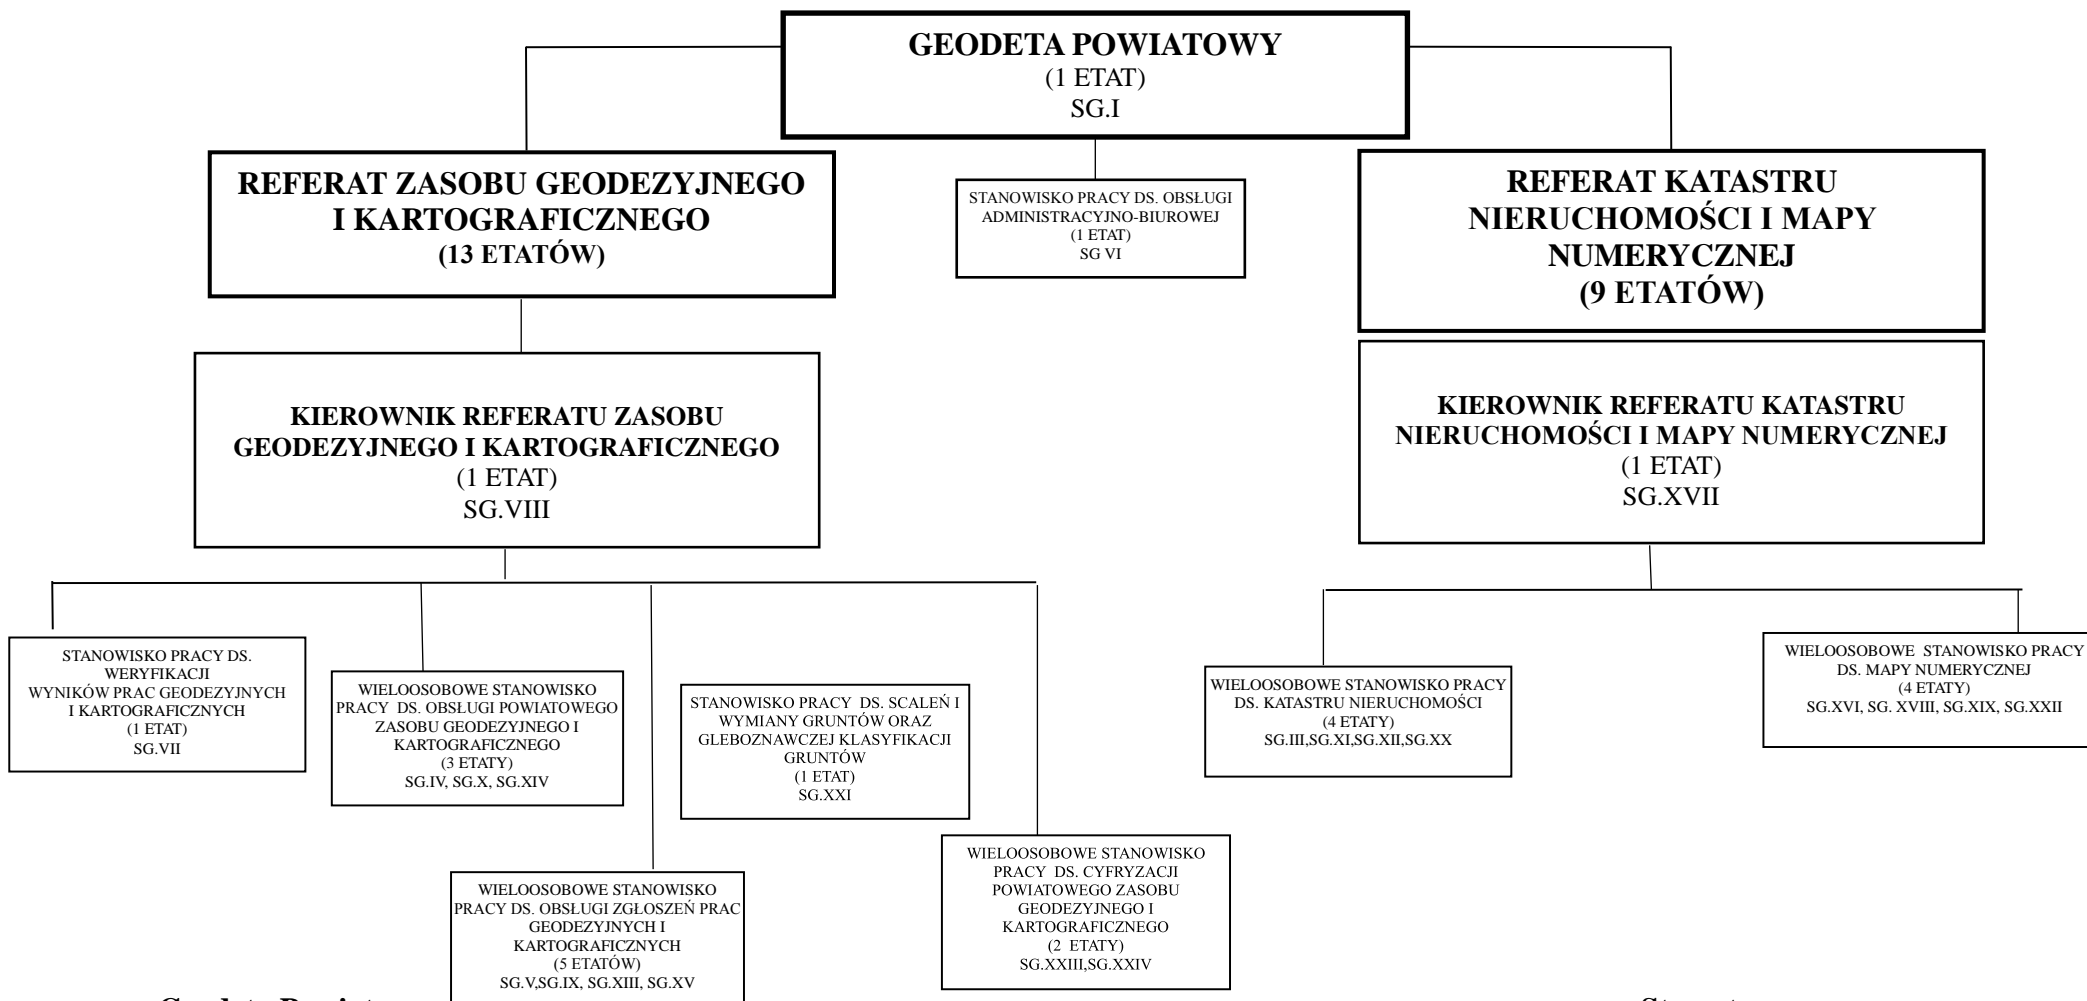 GEODETA POWIATOWY
(1 ETAT)
SG.I
REFERAT ZASOBU GEODEZYJNEGO
I KARTOGRAFICZNEGO
(13 ETATÓW)
STANOWISKO PRACY DS. OBSŁUGI
ADMINISTRACYJNO-BIUROWEJ
(1 ETAT)
SG VI
REFERAT KATASTRU
NIERUCHOMOŚCI I MAPY
NUMERYCZNEJ
(9 ETATÓW)
KIEROWNIK REFERATU ZASOBU
GEODEZYJNEGO I KARTOGRAFICZNEGO
(1 ETAT)
SG.VIII
KIEROWNIK REFERATU KATASTRU
NIERUCHOMOŚCI I MAPY NUMERYCZNEJ
(1 ETAT)
SG.XVII
STANOWISKO PRACY DS.
WERYFIKACJI
WYNIKÓW PRAC GEODEZYJNYCH
I KARTOGRAFICZNYCH
(1 ETAT)
SG.VII
WIELOOSOBOWE STANOWISKO
PRACY DS. OBSŁUGI POWIATOWEGO
ZASOBU GEODEZYJNEGO I
KARTOGRAFICZNEGO
(3 ETATY)
SG.IV, SG.X, SG.XIV
STANOWISKO PRACY DS. SCALEŃ I
WYMIANY GRUNTÓW ORAZ
GLEBOZNAWCZEJ KLASYFIKACJI
GRUNTÓW
(1 ETAT)
SG.XXI
WIELOOSOBOWE STANOWISKO PRACY
DS. KATASTRU NIERUCHOMOŚCI
(4 ETATY)
SG.III,SG.XI,SG.XII,SG.XX
WIELOOSOBOWE STANOWISKO PRACY
DS. MAPY NUMERYCZNEJ
(4 ETATY)
SG.XVI, SG. XVIII, SG.XIX, SG.XXII
WIELOOSOBOWE STANOWISKO
PRACY DS. OBSŁUGI ZGŁOSZEŃ PRAC
GEODEZYJNYCH I
KARTOGRAFICZNYCH
(5 ETATÓW)
SG.V,SG.IX, SG.XIII, SG.XV
WIELOOSOBOWE STANOWISKO
PRACY DS. CYFRYZACJI
POWIATOWEGO ZASOBU
GEODEZYJNEGO I
KARTOGRAFICZNEGO
(2 ETATY)
SG.XXIII,SG.XXIV